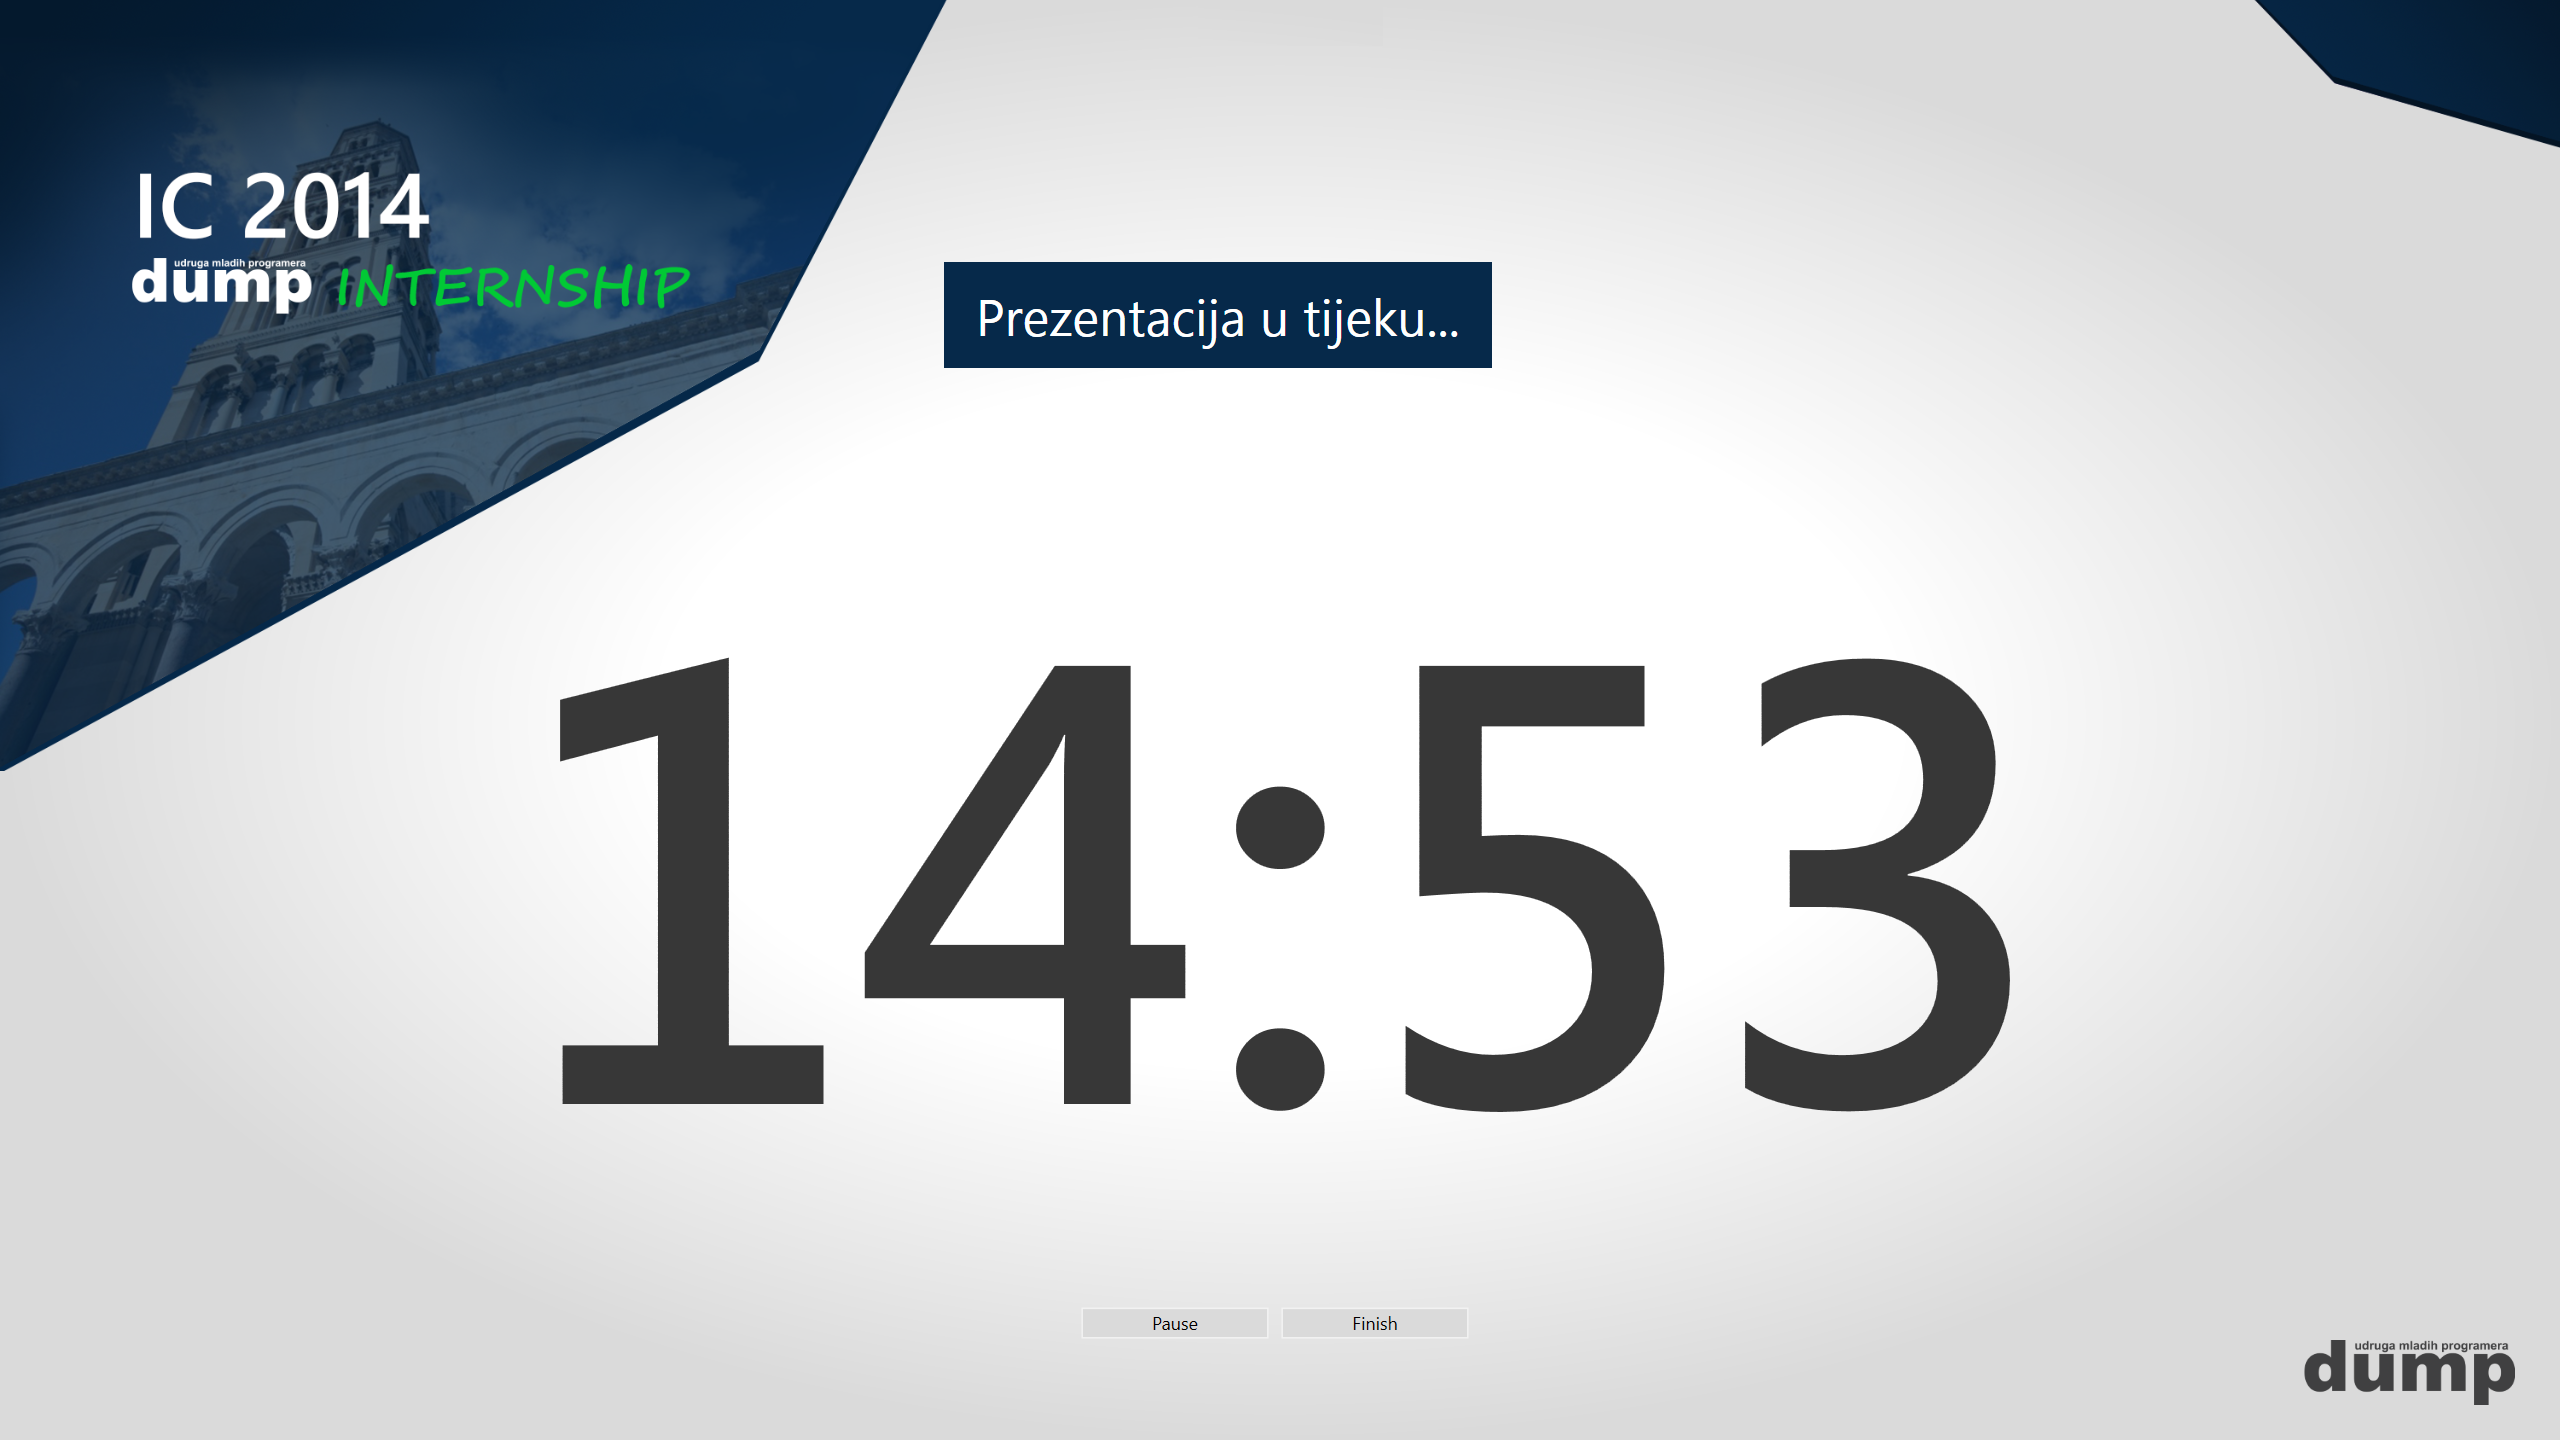 IC 2014
udruga mladih programera
dump INTERNSHIP
Prezentacija u tijeku...
14:53
Pause
Finish
udruga mladih programera
dump